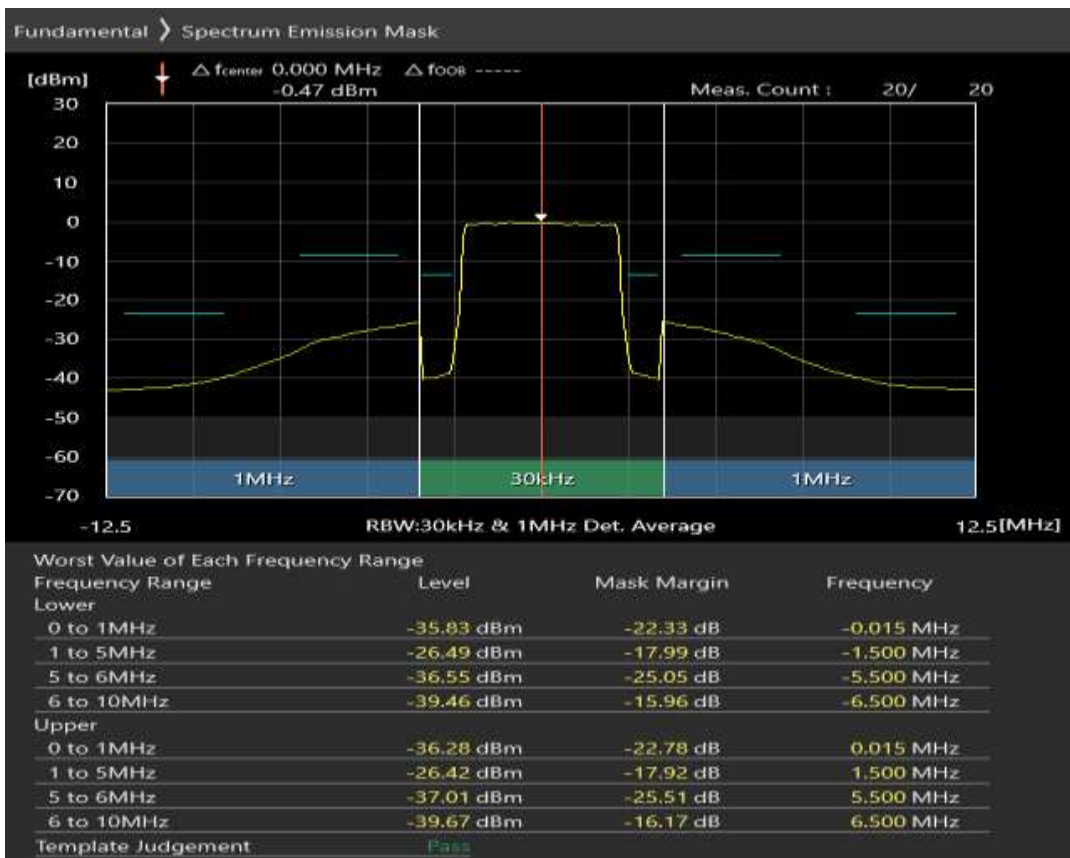 Fundamental ❯ Spectrum Emission Mask
[dBm] △ fcenter 0.000 MHz △ fOOB -----
-0.47 dBm Meas. Count : 20/ 20
30
20
10
0
-10
-20
-30
-40
-50
-60
1MHz 30kHz 1MHz
-70
-12.5 RBW:30kHz & 1MHz Det. Average 12.5[MHz]
Worst Value of Each Frequency Range
Frequency Range Level Mask Margin Frequency
Lower
0 to 1MHz -35.83 dBm -22.33 dB -0.015 MHz
1 to 5MHz -26.49 dBm -17.99 dB -1.500 MHz
5 to 6MHz -36.55 dBm -25.05 dB -5.500 MHz
6 to 10MHz -39.46 dBm -15.96 dB -6.500 MHz
Upper
0 to 1MHz -36.28 dBm -22.78 dB 0.015 MHz
1 to 5MHz -26.42 dBm -17.92 dB 1.500 MHz
5 to 6MHz -37.01 dBm -25.51 dB 5.500 MHz
6 to 10MHz -39.67 dBm -16.17 dB 6.500 MHz
Template Judgement Pass